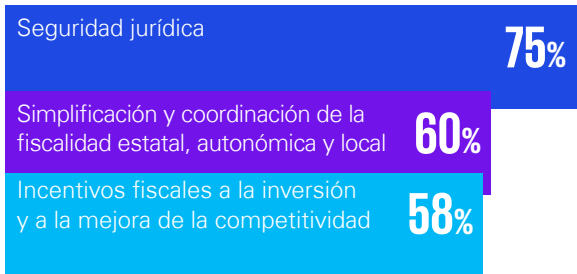 Seguridad jurídica
75%
Simplificación y coordinación de la
fiscalidad estatal, autonómica y local
60%
Incentivos fiscales a la inversión
y a la mejora de la competitividad
58%